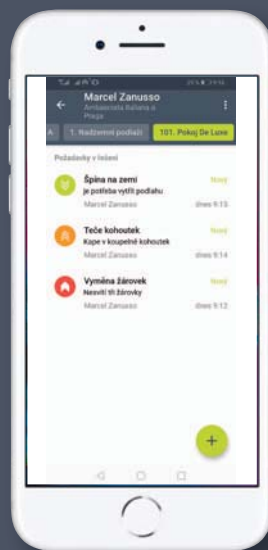 Marcel Zanusso
Ambasciata Italiana a
Praga
1. Nadzemní podlaží
101. Pokoj De Luxe
Požadavky v řešení
Špína na zemi
Nový
je potřeba vytřít podlahu
Marcel Zanusso
dnes 9:15
Teče kohoutek
Nový
Kape v koupelně kohoutek
Marcel Zanusso
dnes 9:14
Vyměna žárovek
Nový
Nesvítí tři žárovky
Marcel Zanusso
dnes 9:12
+